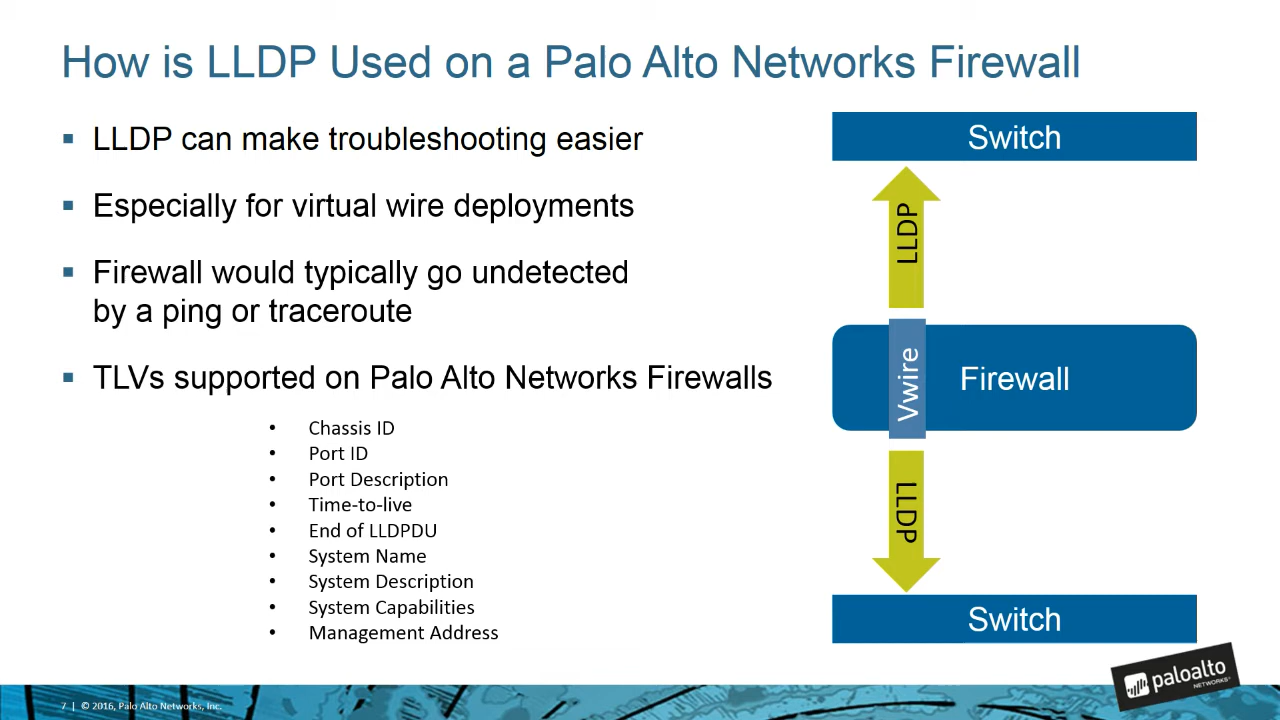 How is LLDP Used on a Palo Alto Networks Firewall
▪ LLDP can make troubleshooting easier
▪ Especially for virtual wire deployments
▪ Firewall would typically go undetected
by a ping or traceroute
▪ TLVs supported on Palo Alto Networks Firewalls
• Chassis ID
• Port ID
• Port Description
• Time-to-live
• End of LLDPDU
• System Name
• System Description
• System Capabilities
• Management Address
Switch
LLDP
Vwire
Firewall
LLDP
Switch
7 | © 2016, Palo Alto Networks, Inc.
paloalto
NETWORKS®